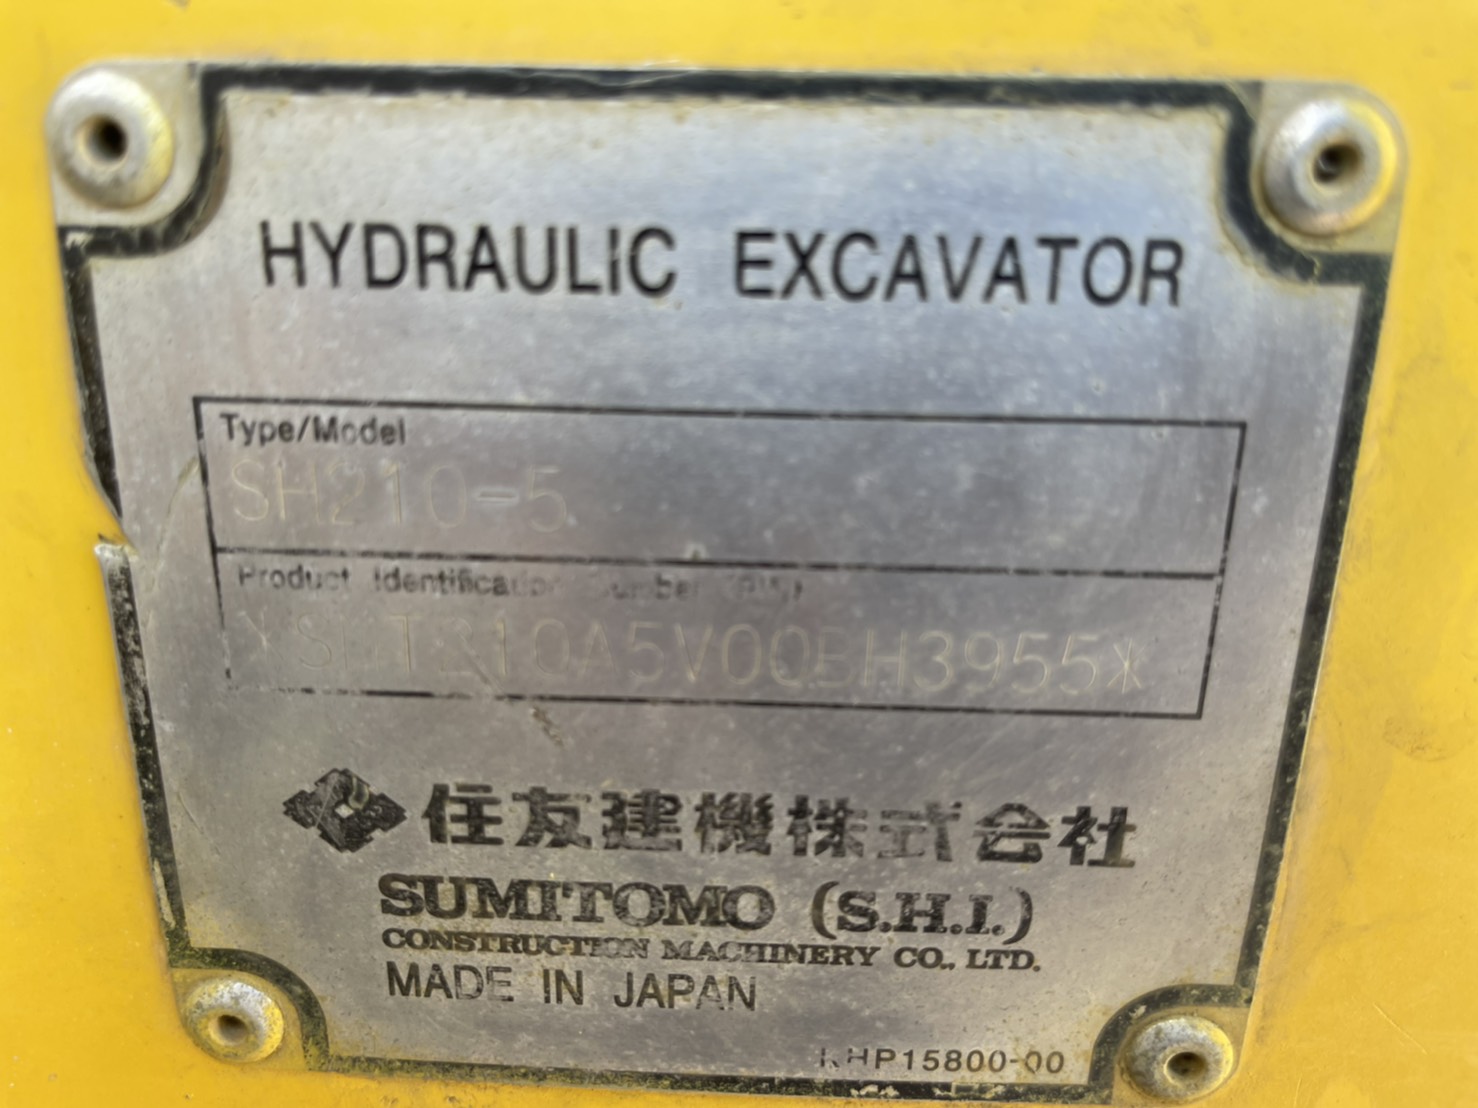 HYDRAULIC EXCAVATOR
Type/Model
SH210-5
Product Identification Number (PIN)
住友建機株式会社
SUMITOMO (S.H.I.)
CONSTRUCTION MACHINERY CO., LTD.
MADE IN JAPAN
KHP15800-00